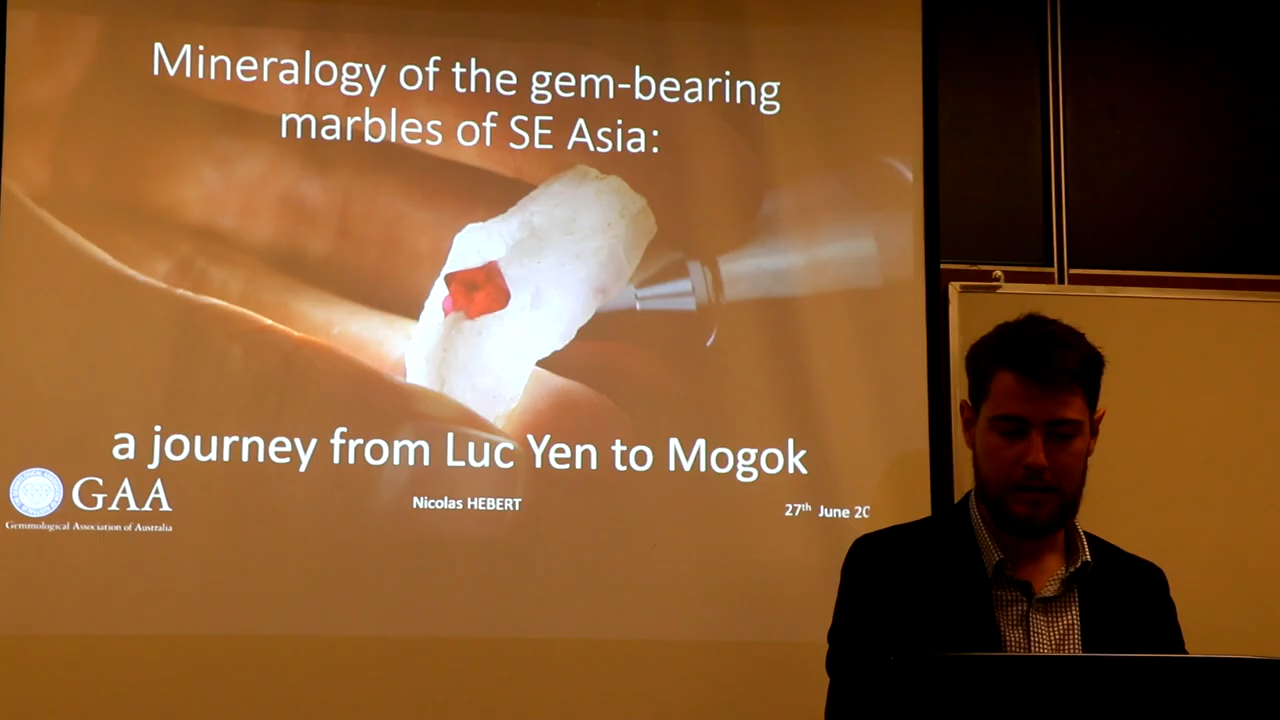 Mineralogy of the gem-bearing
marbles of SE Asia:
a journey from Luc Yen to Mogok
GAA
Gemmological Association of Australia
Nicolas HEBERT
27th June 20